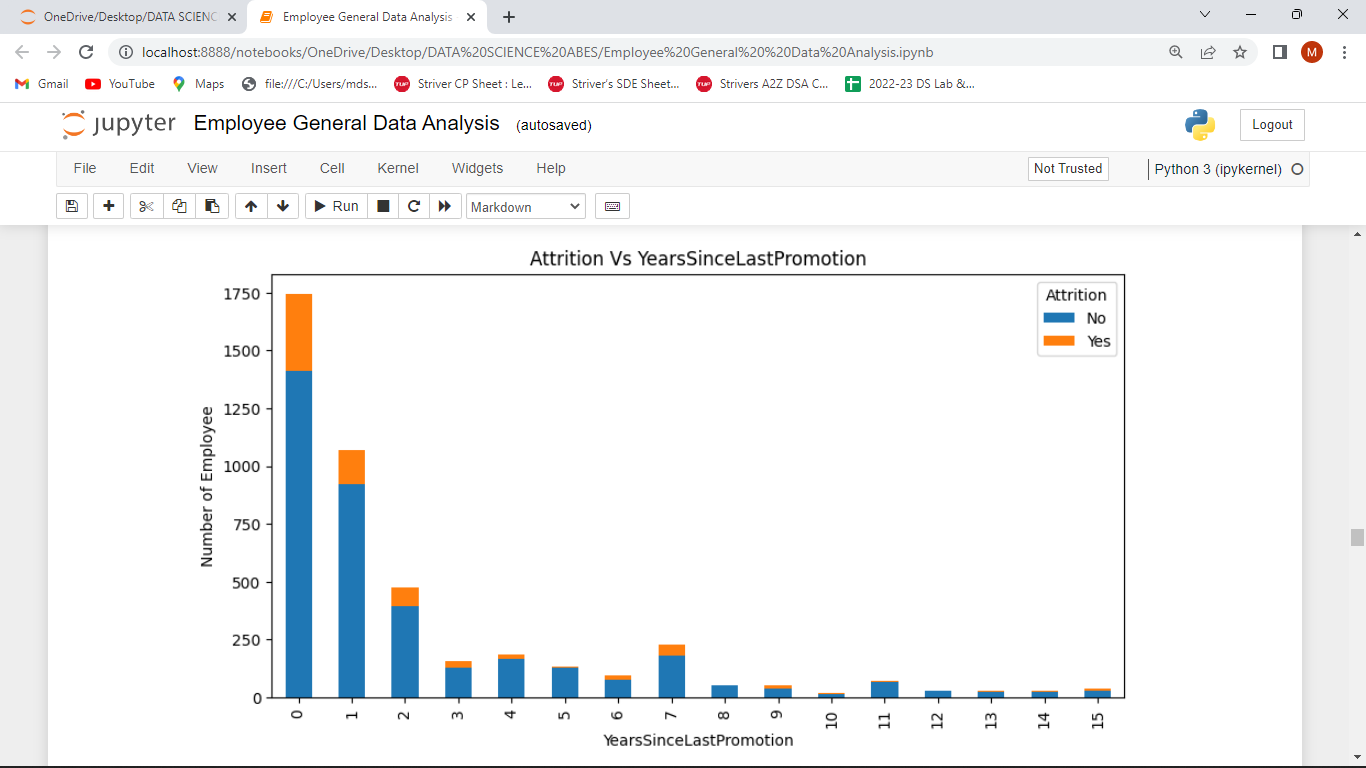 OneDrive/Desktop/DATA SCIENC
Employee General Data Analysis
localhost:8888/notebooks/OneDrive/Desktop/DATA%20SCIENCE%20ABES/Employee%20General%20%20Data%20Analysis.ipynb
M
Gmail YouTube Maps file:///C:/Users/mds... Striver CP Sheet : Le... Striver's SDE Sheet... Strivers A2Z DSA C... 2022-23 DS Lab &...
jupyter Employee General Data Analysis (autosaved) Logout
File Edit View Insert Cell Kernel Widgets Help Not Trusted Python 3 (ipykernel)
Run Markdown
Attrition Vs YearsSinceLastPromotion
Attrition
No
Yes
Number of Employee
1750
1500
1250
1000
750
500
250
0
0 1 2 3 4 5 6 7 8 9 10 11 12 13 14 15
YearsSinceLastPromotion